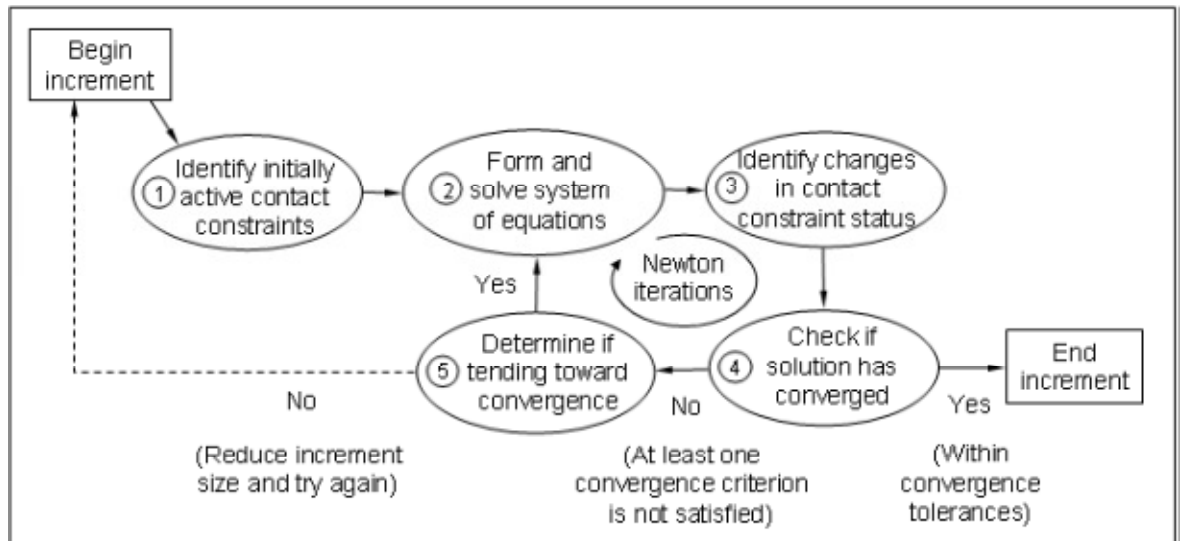 Begin
increment
Identify initially
1
active contact
constraints
Form and
2
solve system
of equations
Identify changes
3
in contact
constraint status
Newton
iterations
Yes
Determine if
5
tending toward
convergence
Check if
4
solution has
converged
End
increment
No
No
Yes
(Reduce increment
size and try again)
(At least one
convergence criterion
is not satisfied)
(Within
convergence
tolerances)